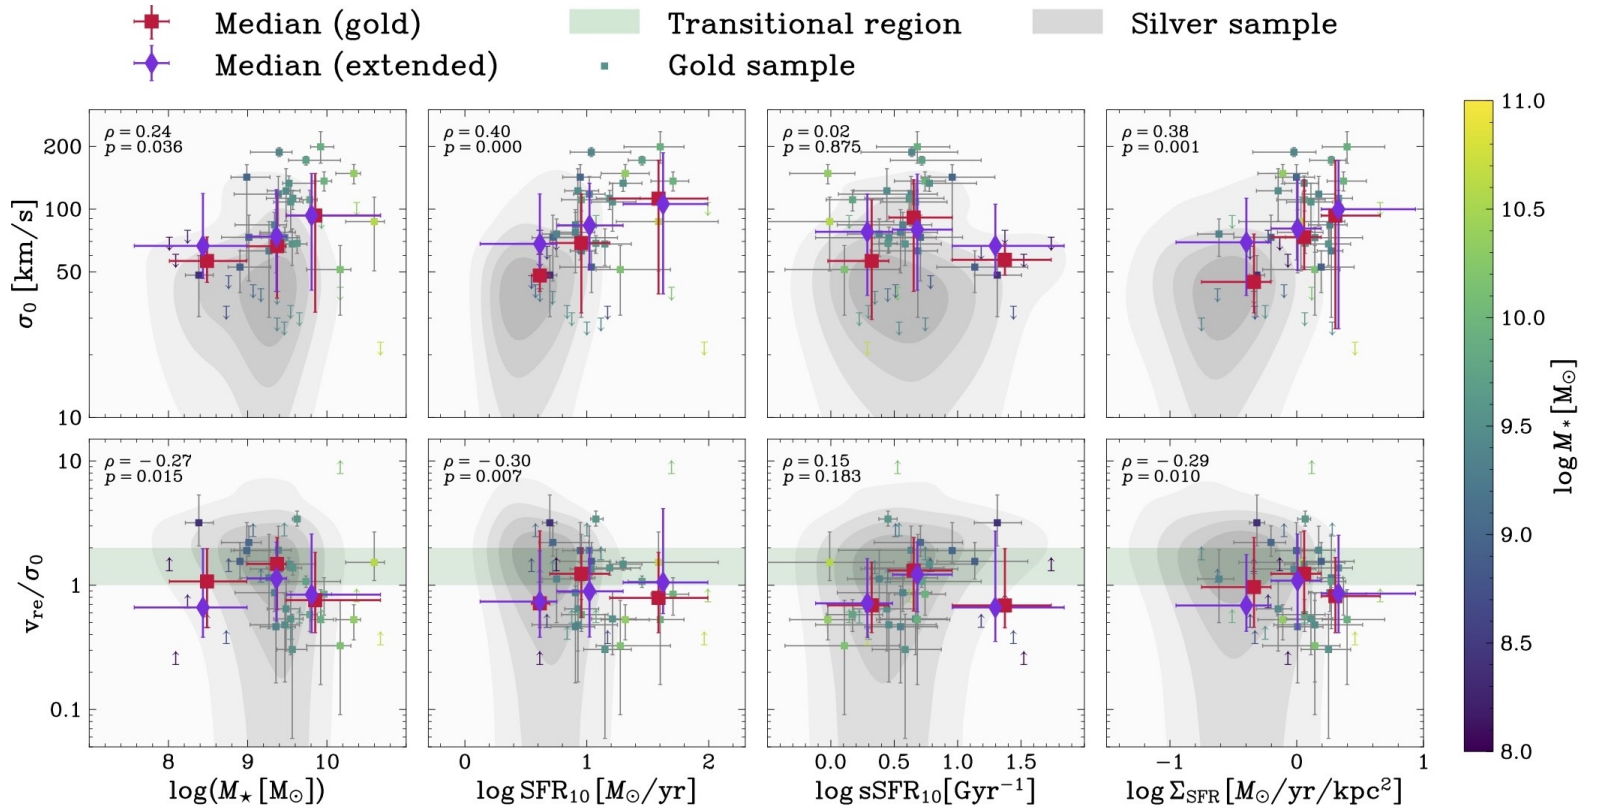 Median (gold)
Transitional region
Silver sample
Median (extended)
Gold sample
ρ = 0.24
p = 0.036
ρ = 0.40
p = 0.000
ρ = 0.02
p = 0.875
ρ = 0.38
p = 0.001
200
100
50
10
σ₀ [km/s]
ρ = −0.27
p = 0.015
ρ = −0.30
p = 0.007
ρ = 0.15
p = 0.183
ρ = −0.29
p = 0.010
10
1
0.1
v_re/σ₀
8 9 10
0 1 2
0.0 0.5 1.0 1.5
−1 0 1
log(M⋆[M⊙])
log SFR₁₀[M⊙/yr]
log sSFR₁₀[Gyr⁻¹]
log Σ_SFR[M⊙/yr/kpc²]
11.0
10.5
10.0
9.5
9.0
8.5
8.0
log M*[M⊙]